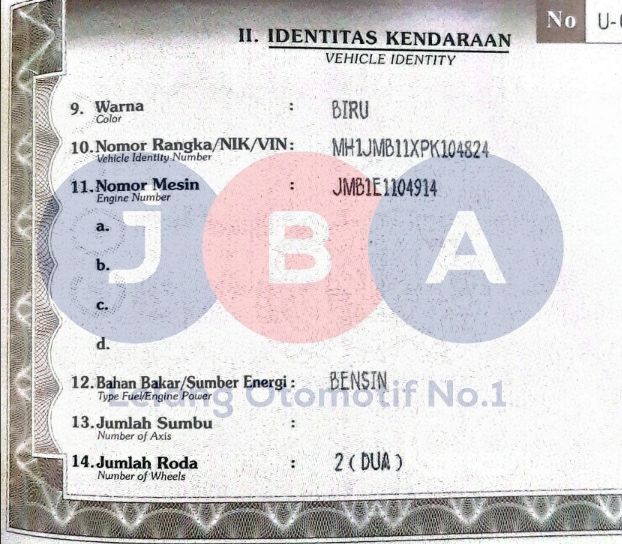 No U-
II. IDENTITAS KENDARAAN
VEHICLE IDENTITY
9. Warna : BIRU
Color
10. Nomor Rangka/NIK/VIN: MH1JMB11XPK104824
Vehicle Identity Number
11. Nomor Mesin : JMB1E1104914
Engine Number
a.
b.
c.
d.
JBA
12. Bahan Bakar/Sumber Energi : BENSIN
Type Fuel/Engine Power
Lelang Otomotif No.1
13. Jumlah Sumbu :
Number of Axis
14. Jumlah Roda : 2 ( DUA )
Number of Wheels